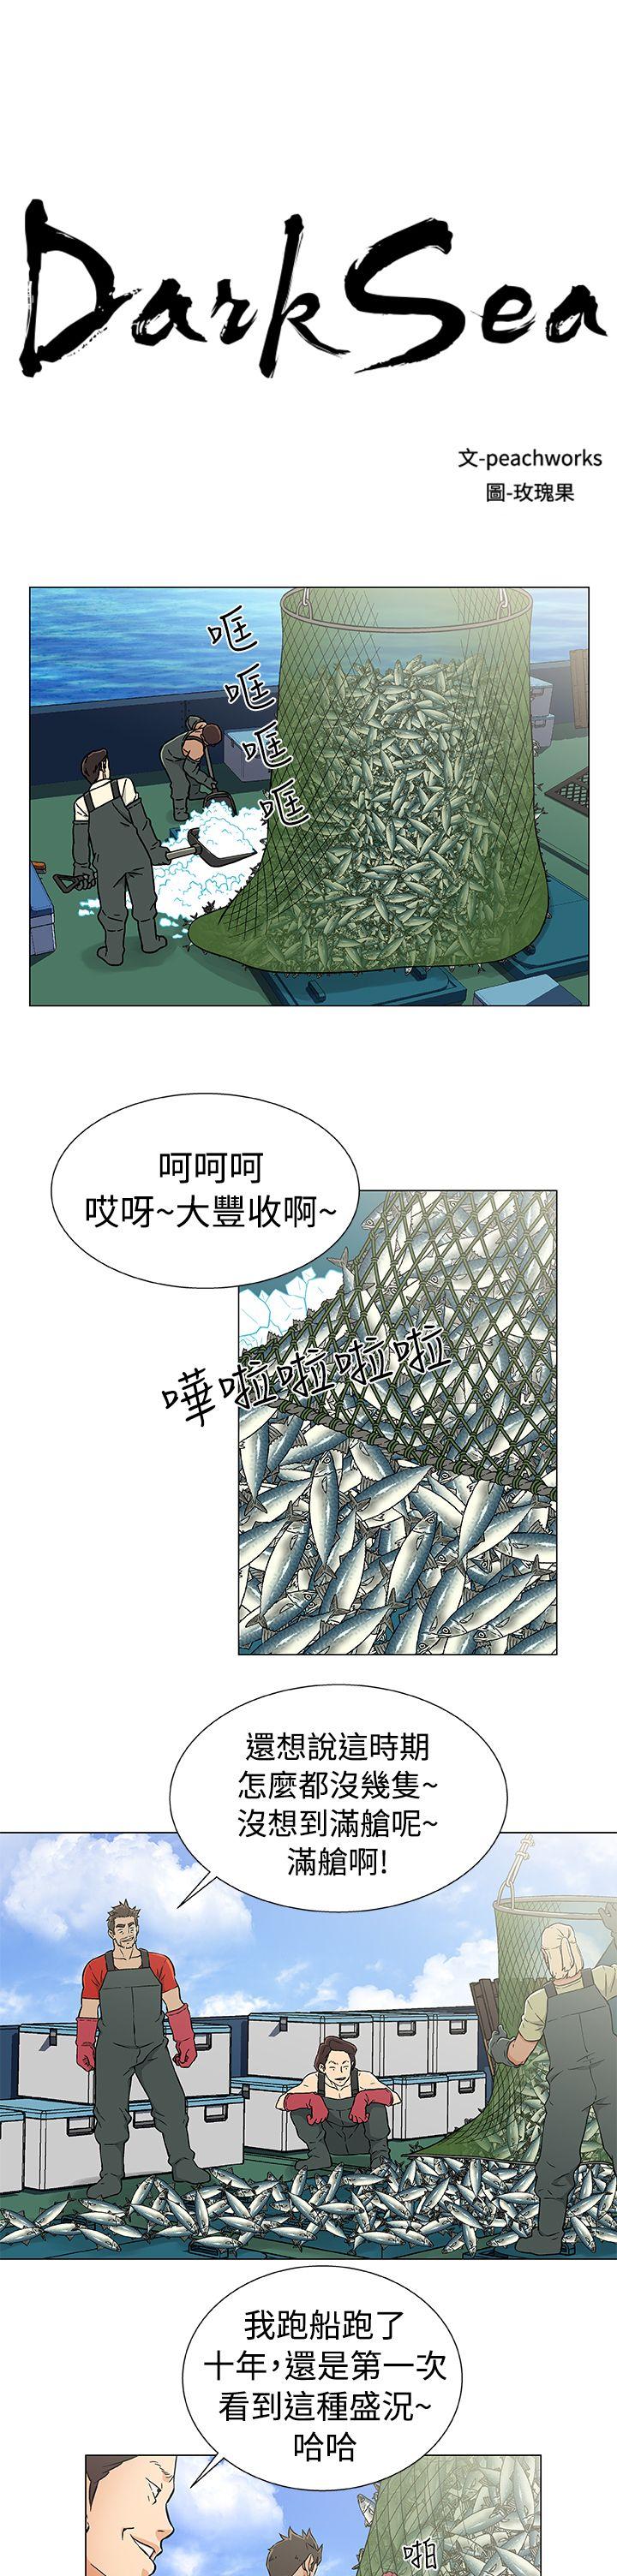 Dark Sea
文-peachworks
圖-玫瑰果
哐
哐
哐
哐
呵呵呵
哎呀~大豐收啊~
嘩啦啦啦啦
還想說這時期
怎麼都沒幾隻~
沒想到滿艙呢~
滿艙啊!
我跑船跑了
十年,還是第一次
看到這種盛況~
哈哈
啪